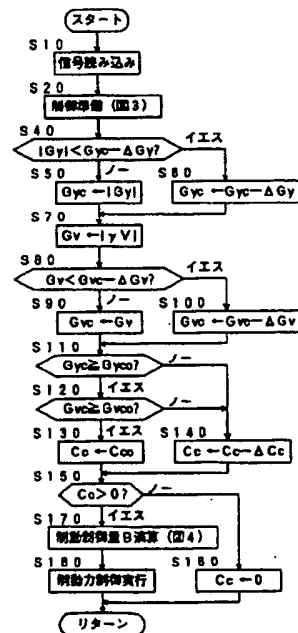 スタート
S10
信号読み込み
S20
制御準備（図3）
S40
|Gy|<Gyc−ΔGy?
イエス
S50
ノー
S60
Gyc←|Gy|
Gyc←Gyc−ΔGy
S70
Gv←|γV|
S80
Gv<Gvc−ΔGv?
イエス
S90
ノー
S100
Gvc←Gv
Gvc←Gvc−ΔGv
S110
Gyc≧Gyco?
ノー
S120
イエス
Gvc≧Gvco?
ノー
S130
イエス
S140
Cc←Cco
Cc←Cc−ΔCc
S150
Cc>0?
ノー
S170
イエス
制動制御量B演算（図4）
S180
S160
制動力制御実行
Cc←0
リターン